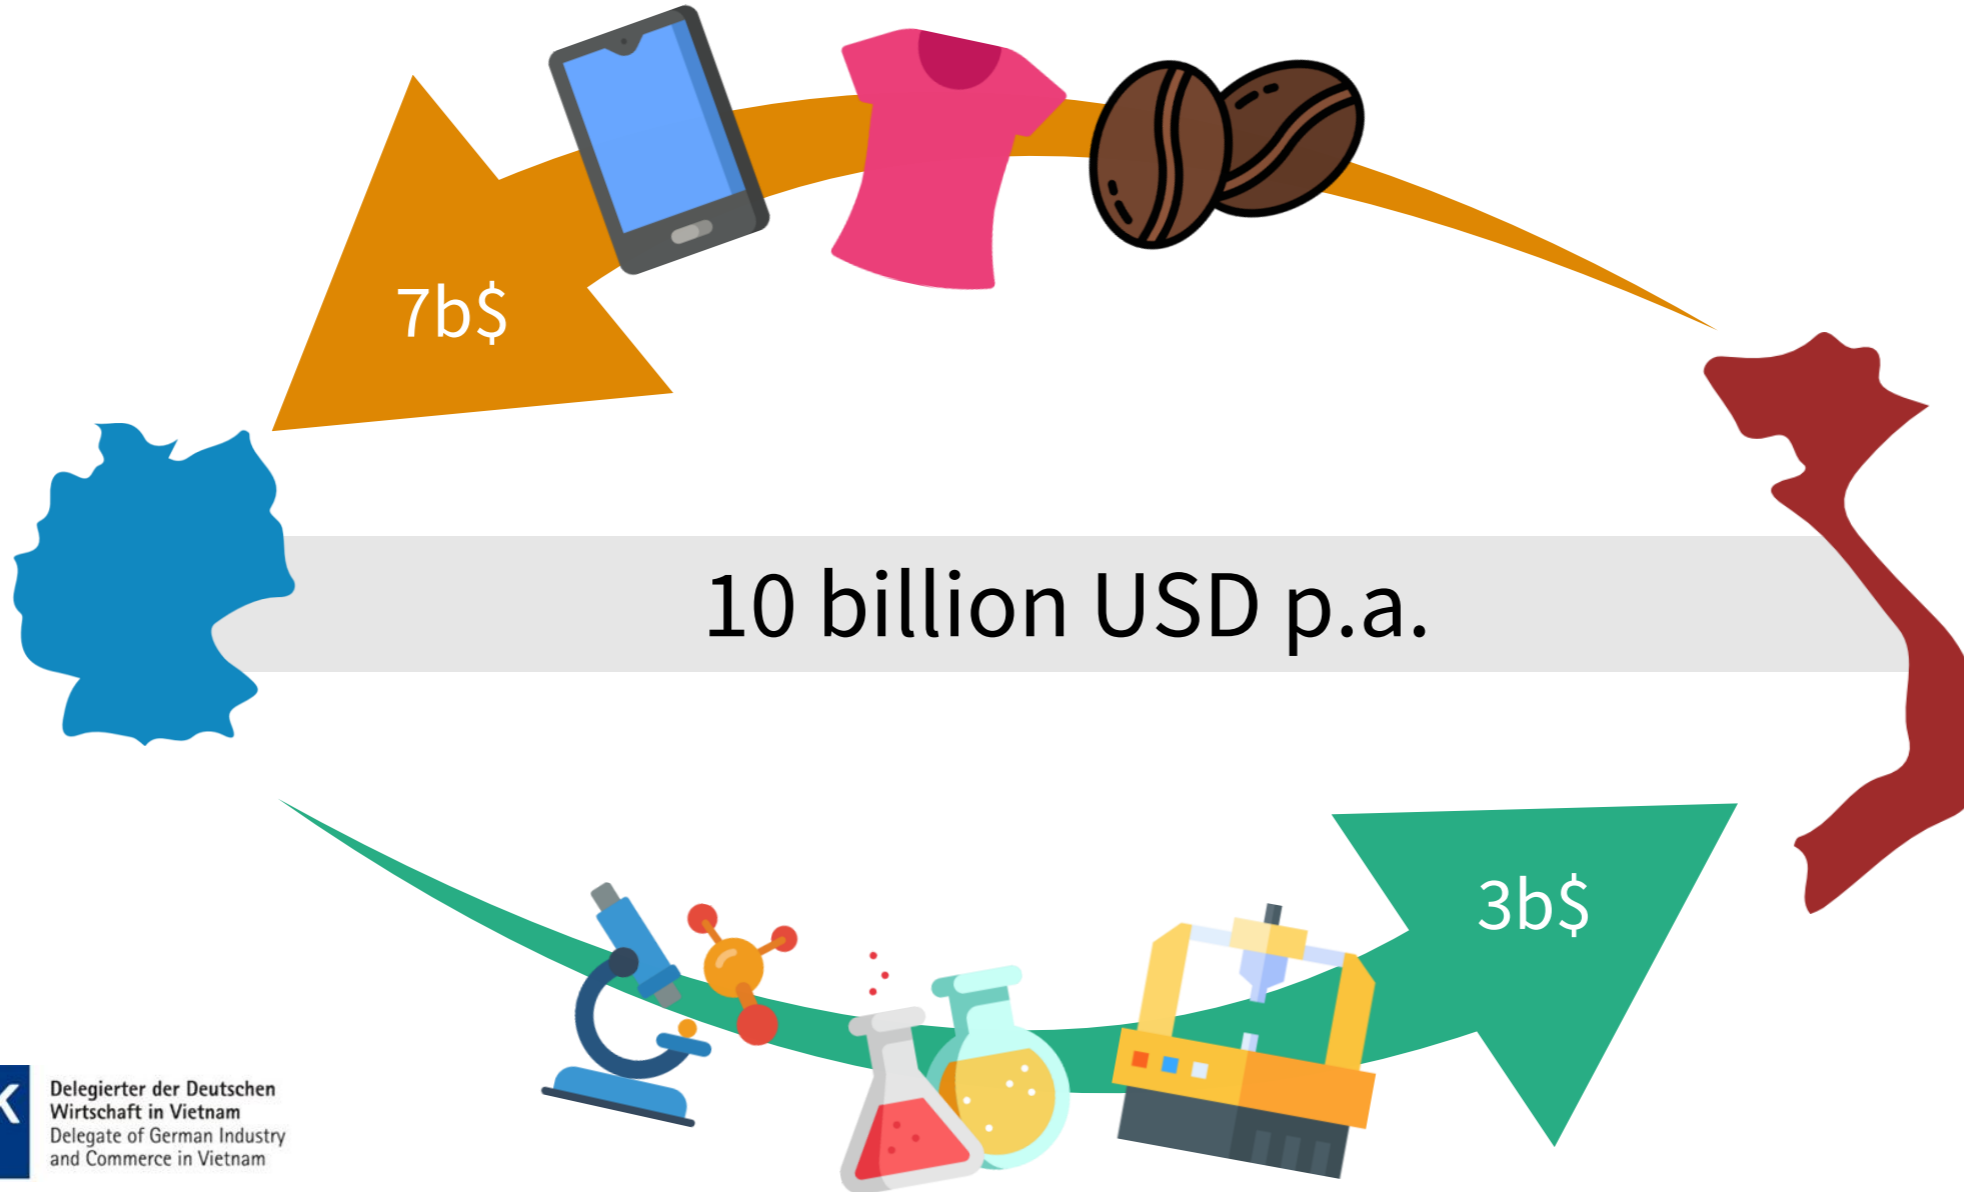 7b$
10 billion USD p.a.
3b$
K
Delegierter der Deutschen
Wirtschaft in Vietnam
Delegate of German Industry
and Commerce in Vietnam